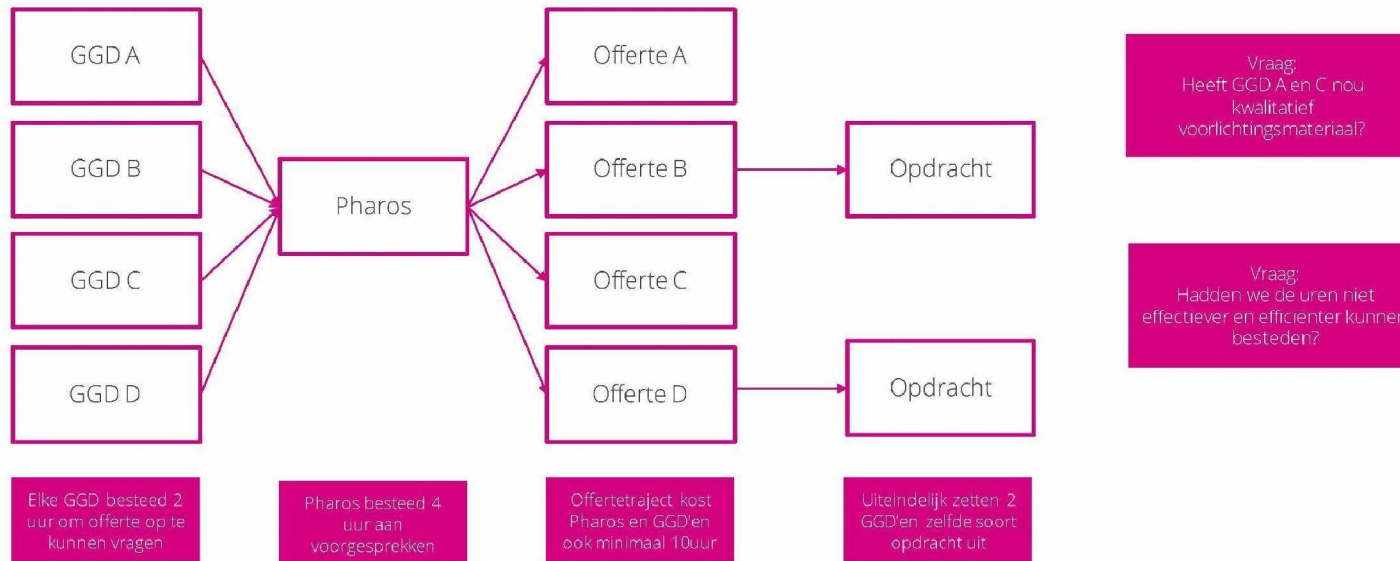 GGD A
GGD B
GGD C
GGD D
Pharos
Offerte A
Offerte B
Offerte C
Offerte D
Opdracht
Opdracht
Vraag:
Heeft GGD A en C nou
kwalitatief
voorlichtingsmateriaal?
Vraag:
Hadden we de uren niet
effectiever en efficiënter kunnen
besteden?
Elke GGD besteed 2
uur om offerte op te
kunnen vragen
Pharos besteed 4
uur aan
voorgesprekken
Offertetraject kost
Pharos en GGD'en
ook minimaal 10uur
Uiteindelijk zetten 2
GGD'en zelfde soort
opdracht uit